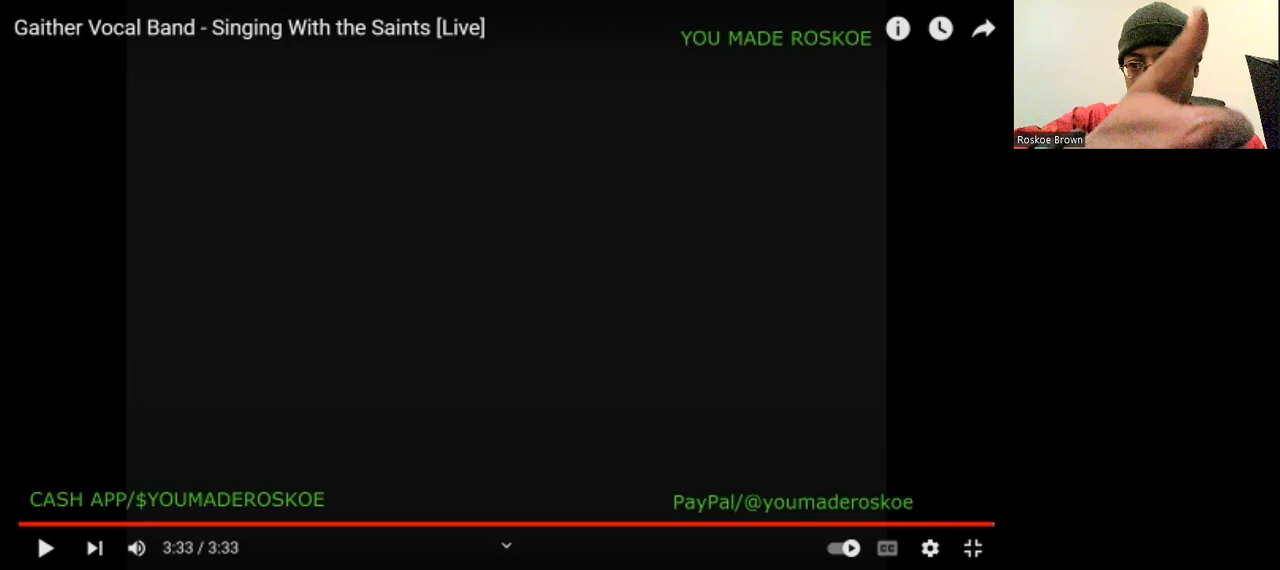 Gaither Vocal Band - Singing With the Saints [Live]
YOU MADE ROSKOE
Roskoe Brown
CASH APP/$YOUMADEROSKOE
PayPal/@youmaderoskoe
3:33 / 3:33
CC